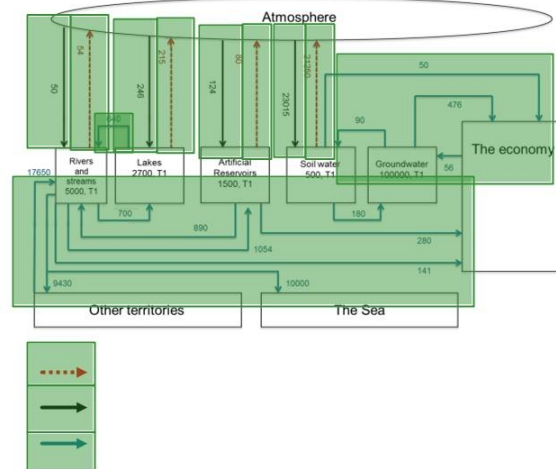 Atmosphere
50
54
246
215
124
80
23015
21260
50
640
90
476
Rivers
and
streams
5000, T1
Lakes
2700, T1
Artificial
Reservoirs
1500, T1
Soil water
500, T1
Groundwater
100000, T1
The economy
56
17650
700
180
890
280
1054
141
9430
10000
Other territories
The Sea